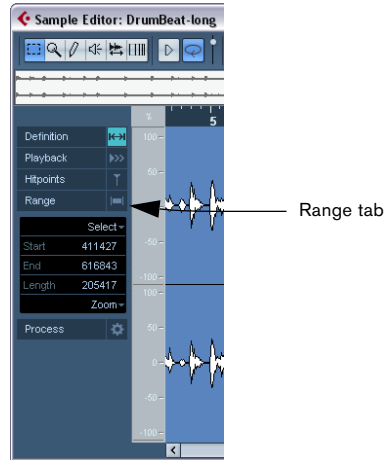 Sample Editor: DrumBeat-long
%
5
Definition
Playback
Hitpoints
Range
Select
Start 411427
End 616843
Length 205417
Zoom
Process
100
50
-50
-100
100
50
0
-50
-100
Range tab